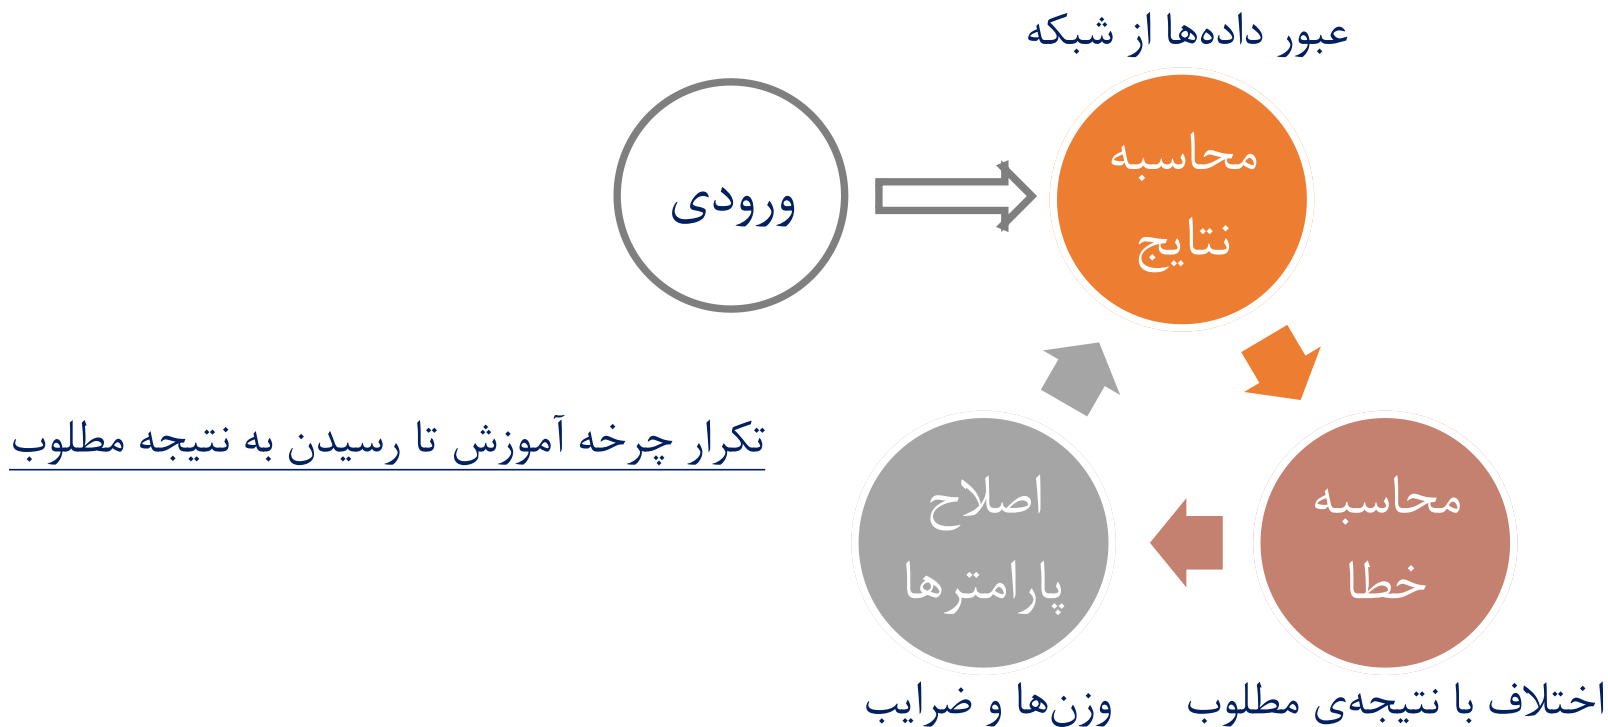 عبور داده‌ها از شبکه
محاسبه
نتایج
ورودی
تکرار چرخه آموزش تا رسیدن به نتیجه مطلوب
محاسبه
خطا
اصلاح
پارامترها
اختلاف با نتیجه‌ی مطلوب
وزن‌ها و ضرایب